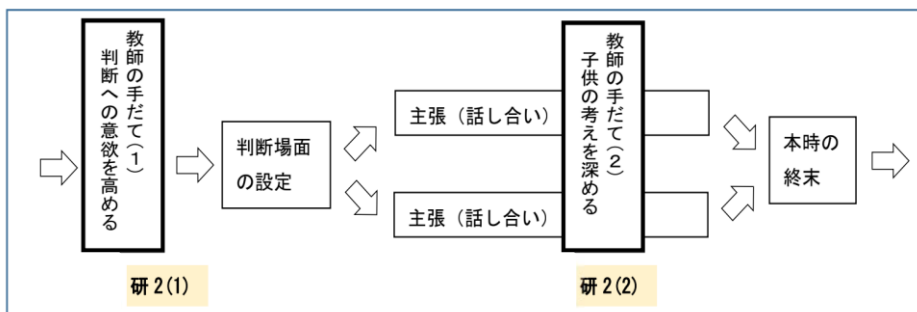 教師の手だて(1)
判断への意欲を高める
判断場面
の設定
主張（話し合い）
主張（話し合い）
教師の手だて(2)
子供の考えを深める
本時の
終末
研2(1)
研2(2)